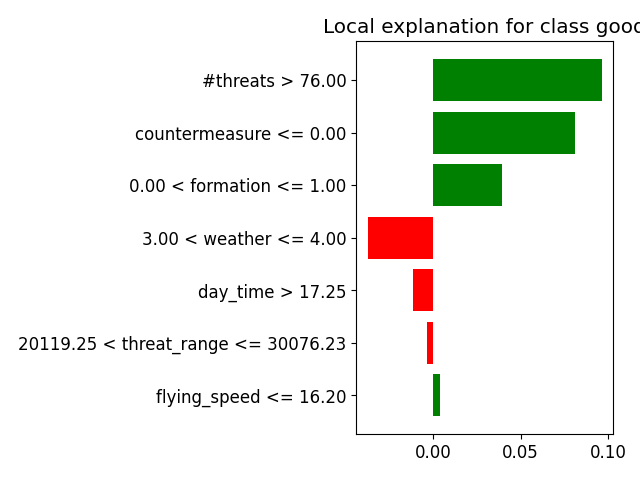 Local explanation for class good
#threats > 76.00
countermeasure <= 0.00
0.00 < formation <= 1.00
3.00 < weather <= 4.00
day_time > 17.25
20119.25 < threat_range <= 30076.23
flying_speed <= 16.20
0.00 0.05 0.10